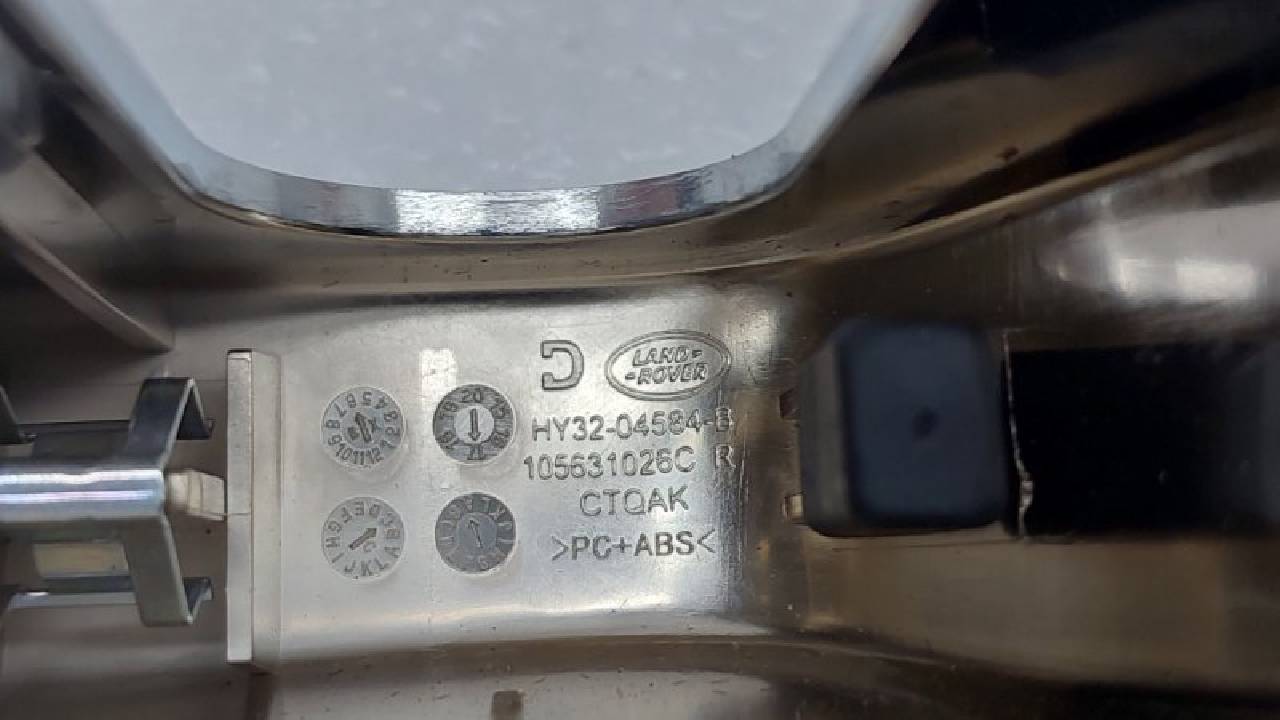 LAND-
-ROVER
HY32-04584-B
105631026C R
CTQAK
>PC+ABS<